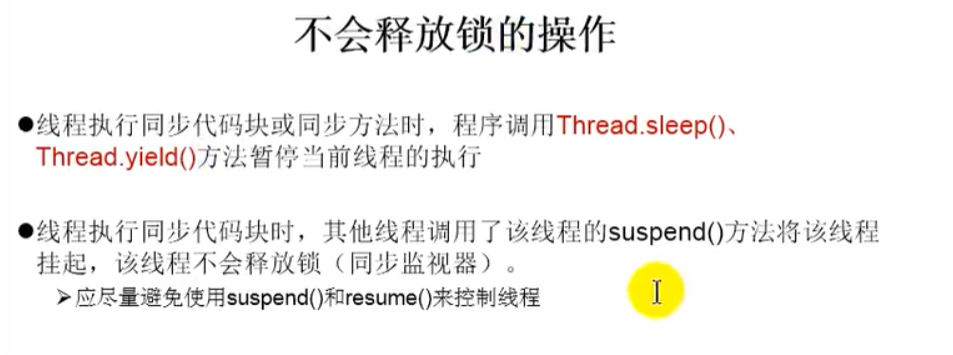 不会释放锁的操作
●线程执行同步代码块或同步方法时，程序调用Thread.sleep()、
Thread.yield()方法暂停当前线程的执行
●线程执行同步代码块时，其他线程调用了该线程的suspend()方法将该线程
挂起，该线程不会释放锁（同步监视器）。
➢应尽量避免使用suspend()和resume()来控制线程